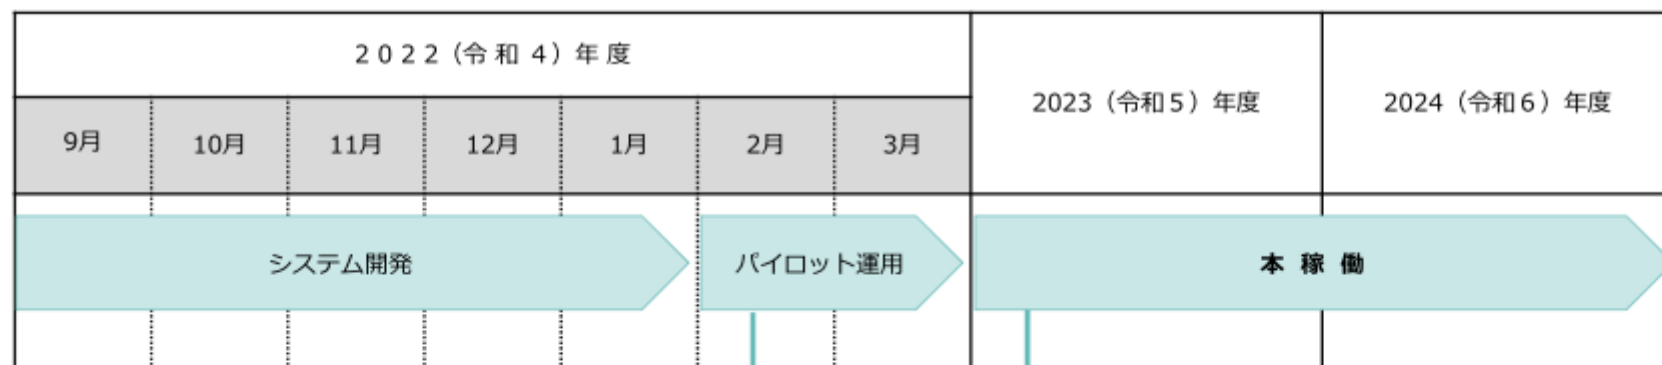 ２０２２（令和４）年度
2023（令和５）年度
2024（令和６）年度
9月
10月
11月
12月
1月
2月
3月
システム開発
パイロット運用
本稼働